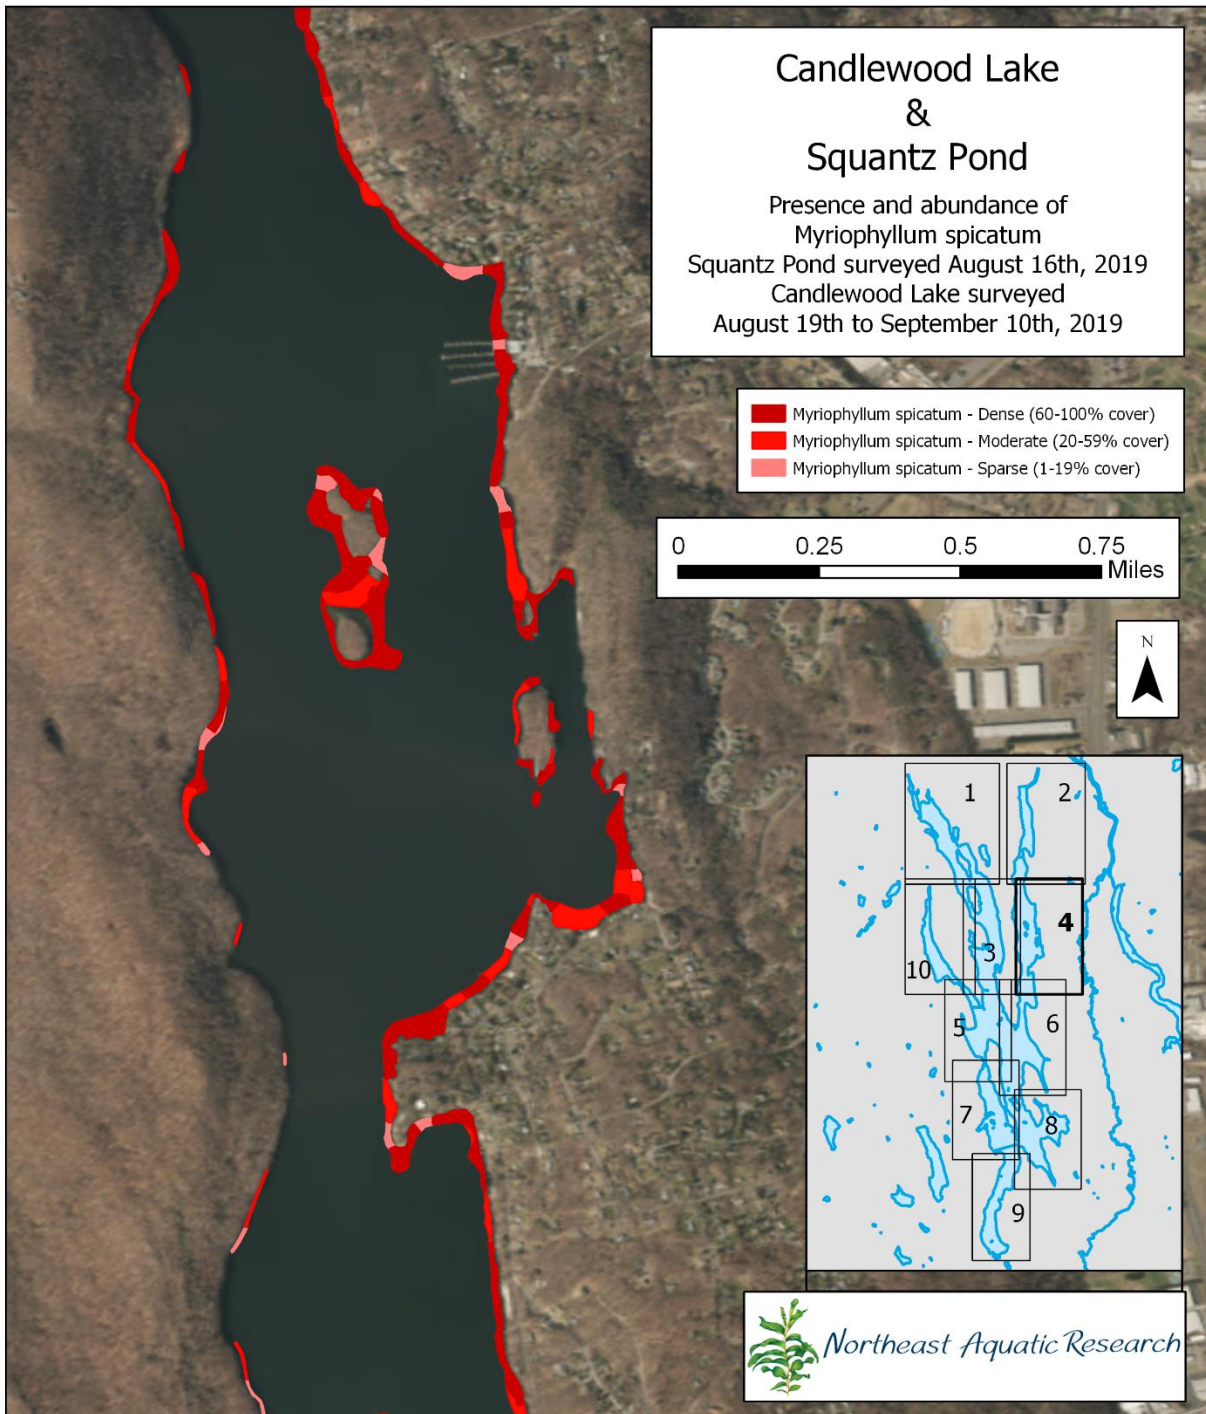 Candlewood Lake
&
Squantz Pond
Presence and abundance of
Myriophyllum spicatum
Squantz Pond surveyed August 16th, 2019
Candlewood Lake surveyed
August 19th to September 10th, 2019
Myriophyllum spicatum - Dense (60-100% cover)
Myriophyllum spicatum - Moderate (20-59% cover)
Myriophyllum spicatum - Sparse (1-19% cover)
0 0.25 0.5 0.75
Miles
N
1 2
4
3
10
5 6
7 8
9
Northeast Aquatic Research